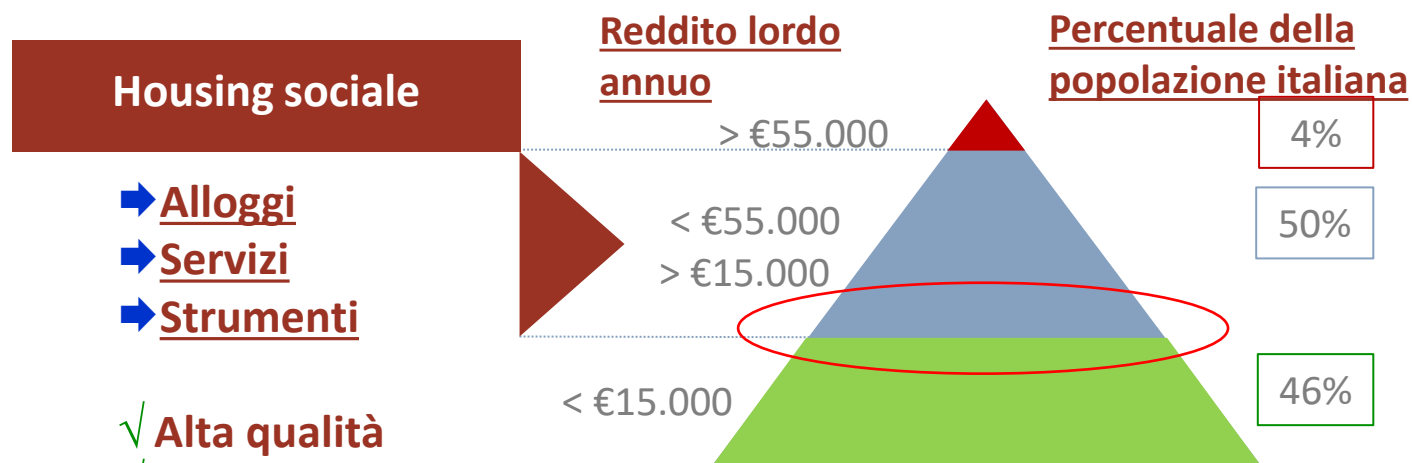 Housing sociale
Alloggi
Servizi
Strumenti
√ Alta qualità
Reddito lordo
annuo
> €55.000
< €55.000
> €15.000
< €15.000
Percentuale della
popolazione italiana
4%
50%
46%